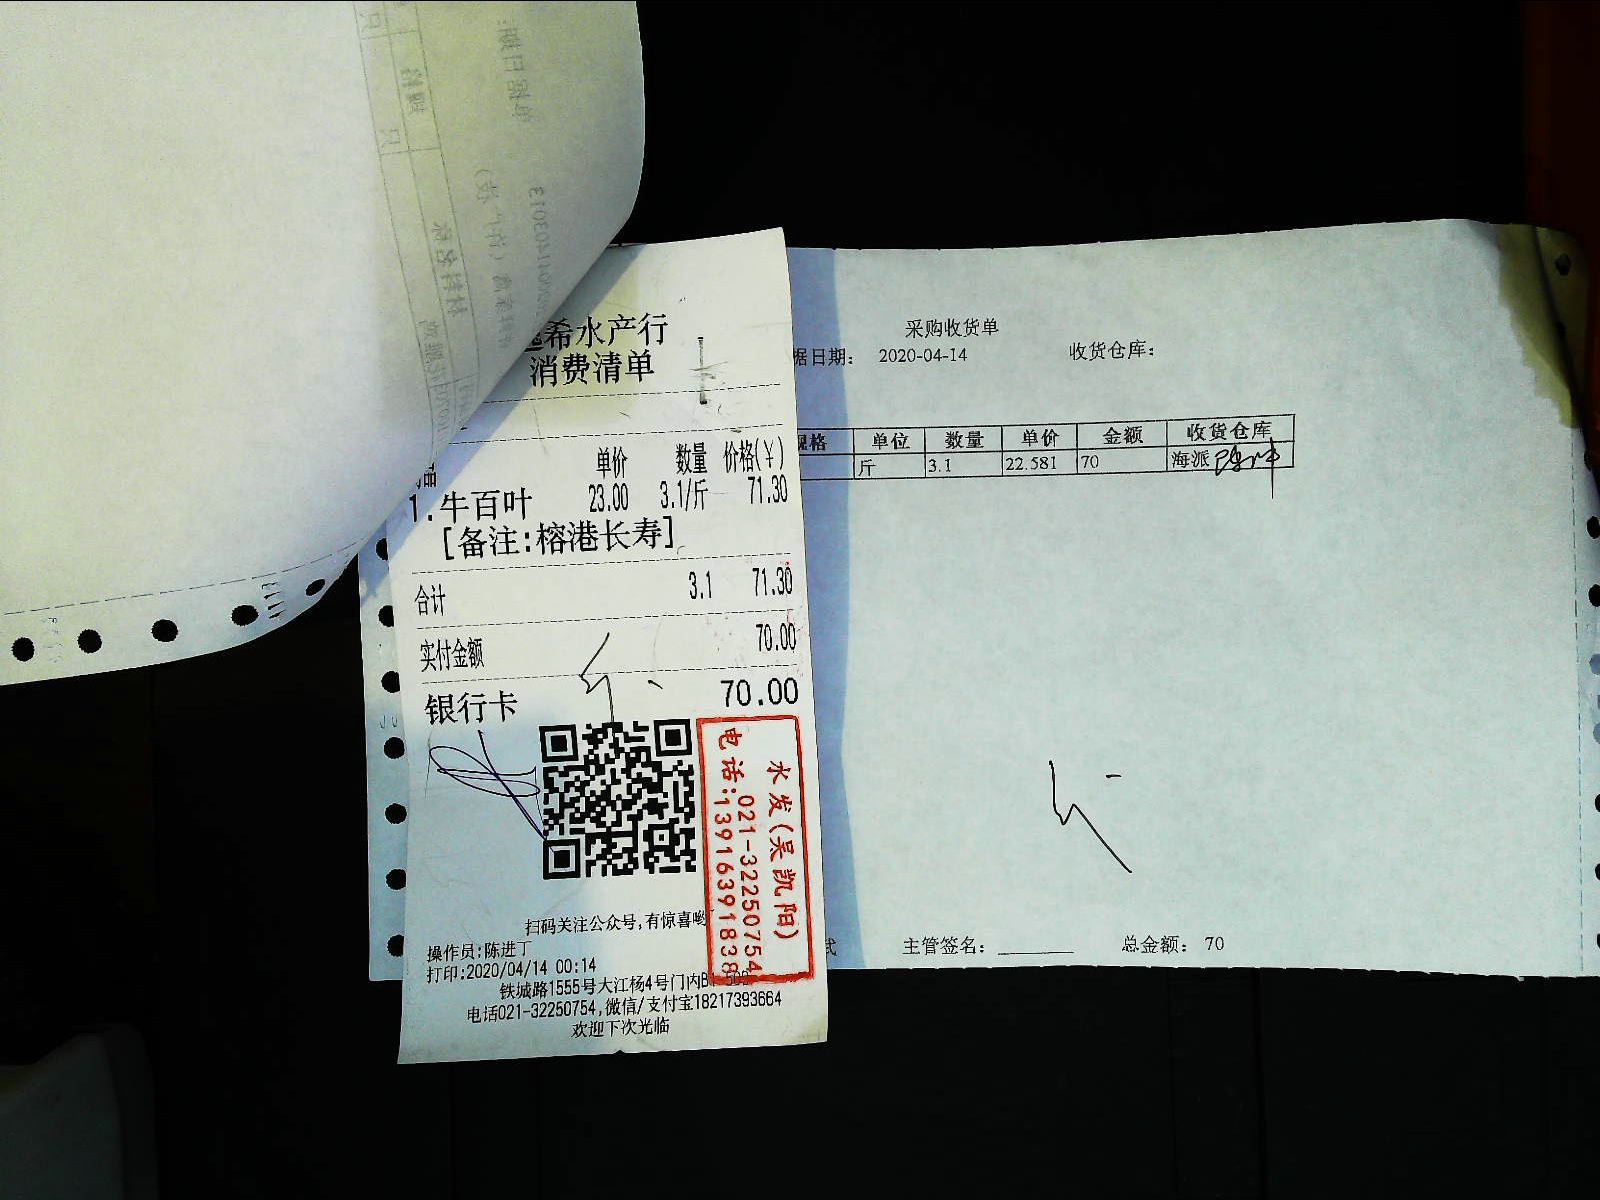 希水产行
消费清单
单价 数量 价格(￥)
1.牛百叶 23.00 3.1/斤 71.30
[备注:榕港长寿]
合计 3.1 71.30
实付金额 70.00
银行卡 70.00
水发(吴凯阳)
021-32250754
电话:13916391838
扫码关注公众号,有惊喜哟
操作员:陈进丁
打印:2020/04/14 00:14
铁城路1555号大江杨4号门内B1
电话021-32250754,微信/支付宝18217393664
欢迎下次光临
采购收货单
据日期： 2020-04-14 收货仓库：
规格 单位 数量 单价 金额 收货仓库
斤 3.1 22.581 70 海派
主管签名： 总金额： 70